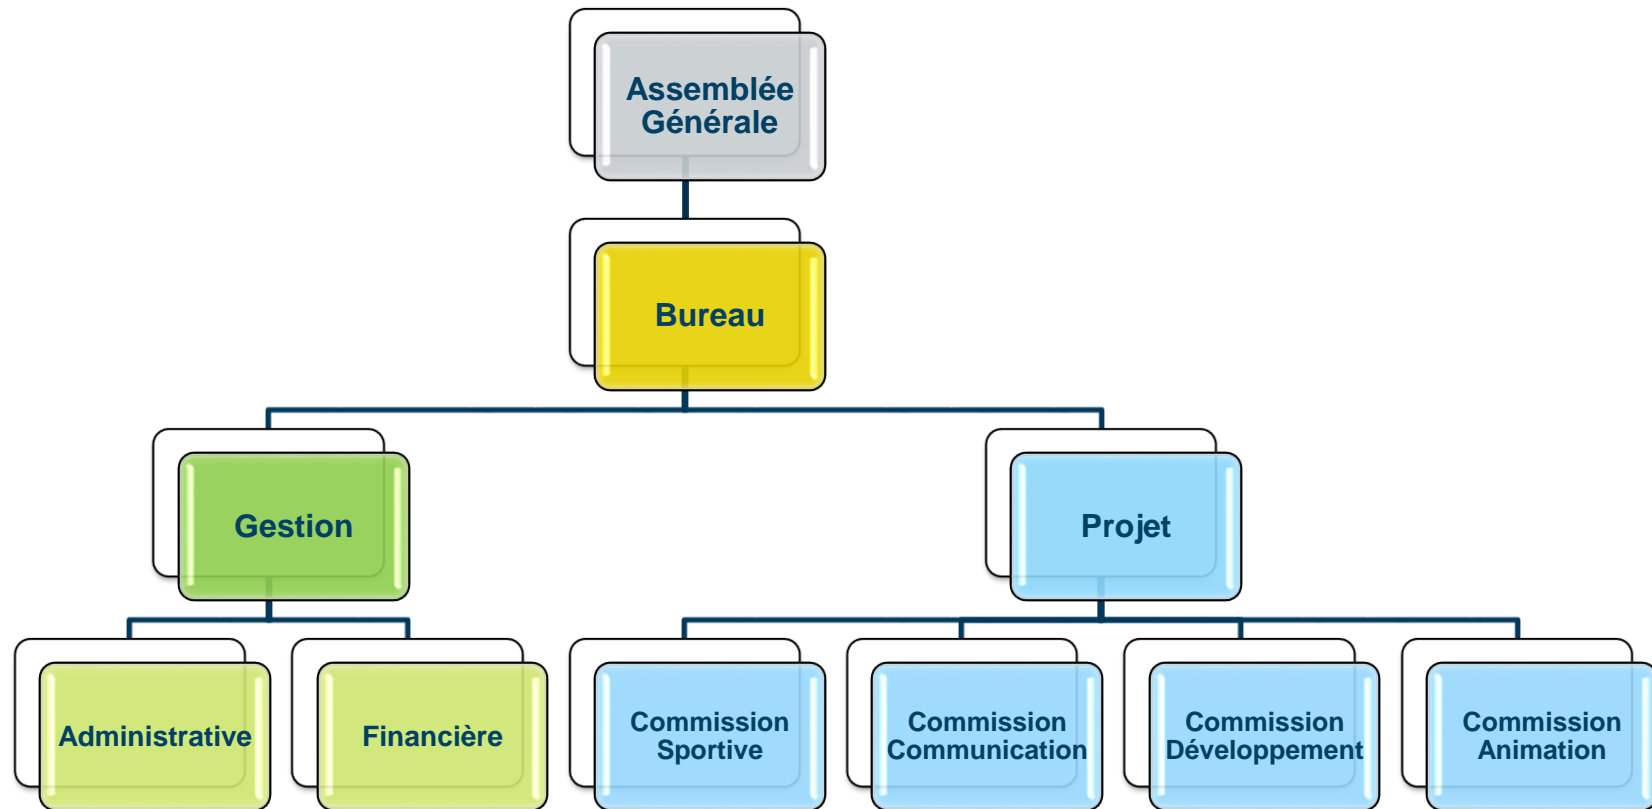 Assemblée
Générale
Bureau
Gestion
Projet
Administrative
Financière
Commission
Sportive
Commission
Communication
Commission
Développement
Commission
Animation